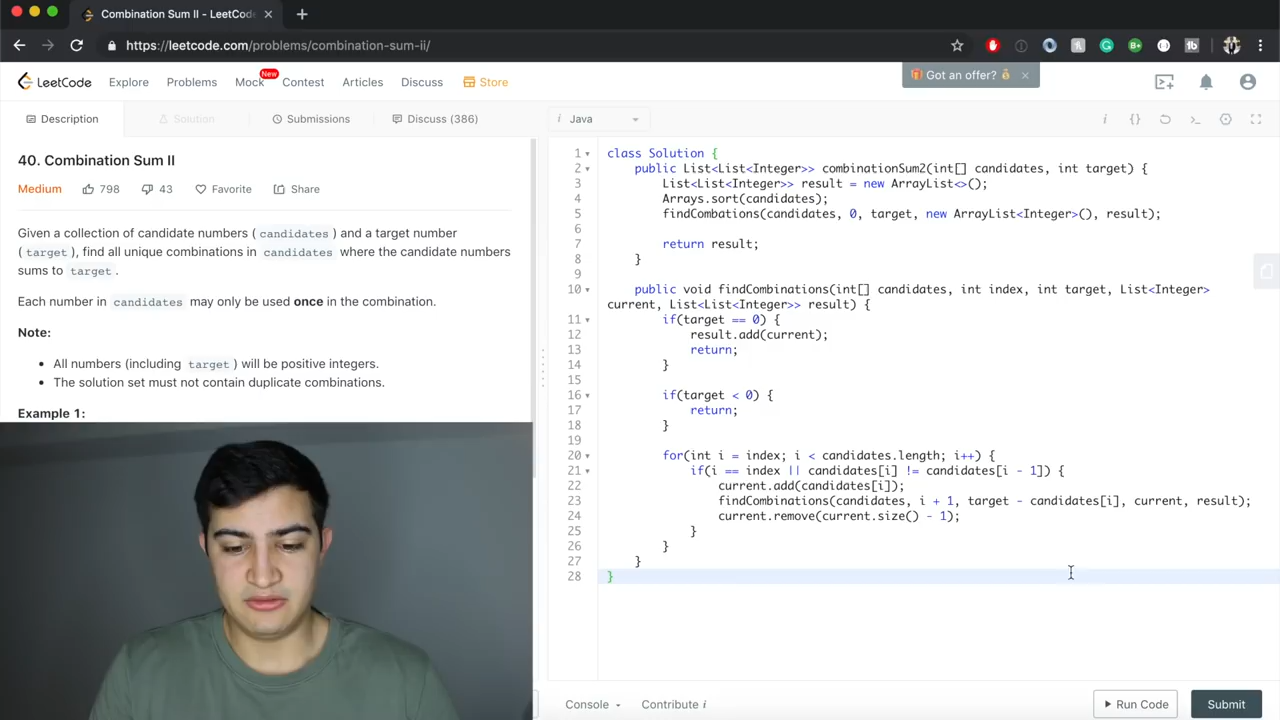 Combination Sum II - LeetCode
https://leetcode.com/problems/combination-sum-ii/
LeetCode
Explore
Problems
Mock
New
Contest
Articles
Discuss
Store
Got an offer?
Description
Solution
Submissions
Discuss (386)
i Java
40. Combination Sum II
Medium
798
43
Favorite
Share
Given a collection of candidate numbers ( candidates ) and a target number
( target ), find all unique combinations in candidates where the candidate numbers
sums to target .
Each number in candidates may only be used once in the combination.
Note:
• All numbers (including target ) will be positive integers.
• The solution set must not contain duplicate combinations.
Example 1:
1 class Solution {
2 public List<List<Integer>> combinationSum2(int[] candidates, int target) {
3 List<List<Integer>> result = new ArrayList<>();
4 Arrays.sort(candidates);
5 findCombations(candidates, 0, target, new ArrayList<Integer>(), result);
6
7 return result;
8 }
9
10 public void findCombinations(int[] candidates, int index, int target, List<Integer>
current, List<List<Integer>> result) {
11 if(target == 0) {
12 result.add(current);
13 return;
14 }
15
16 if(target < 0) {
17 return;
18 }
19
20 for(int i = index; i < candidates.length; i++) {
21 if(i == index || candidates[i] != candidates[i - 1]) {
22 current.add(candidates[i]);
23 findCombinations(candidates, i + 1, target - candidates[i], current, result);
24 current.remove(current.size() - 1);
25 }
26 }
27 }
28 }
Console
Contribute i
Run Code
Submit